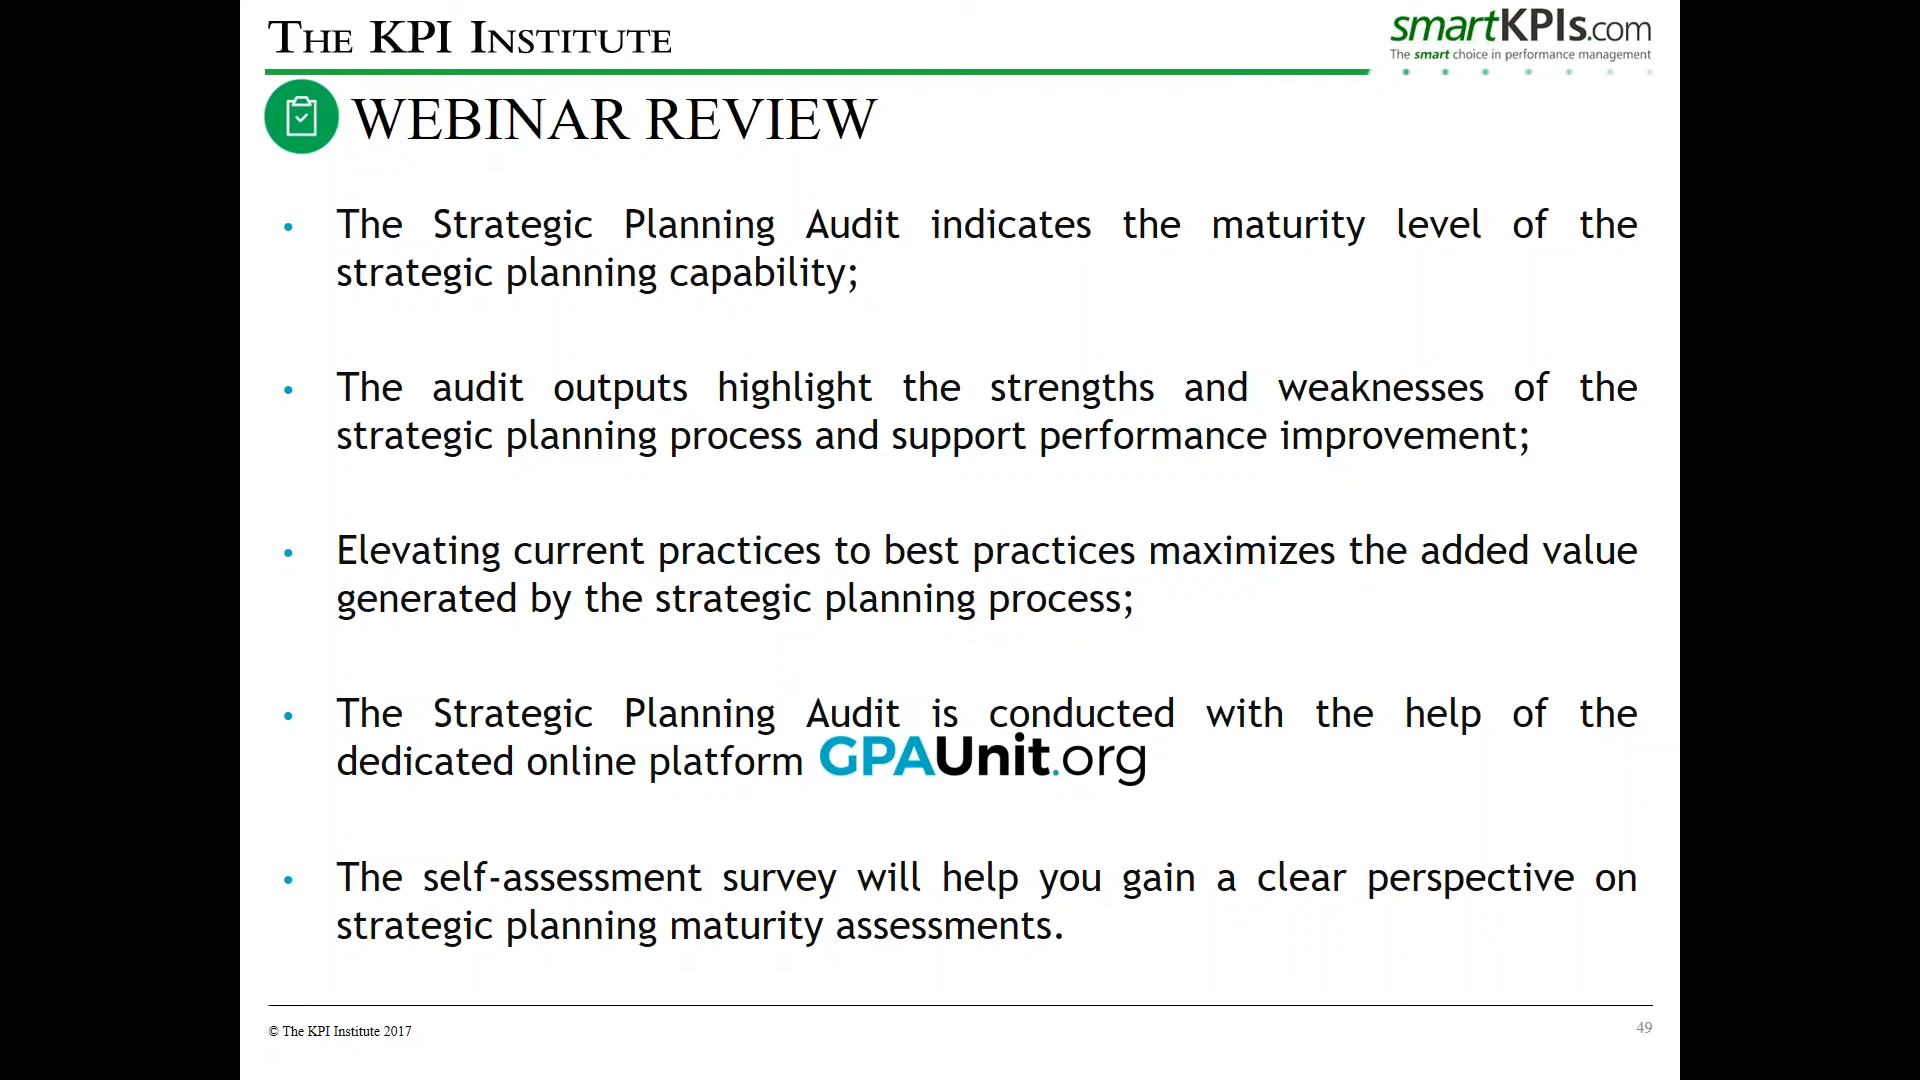 THE KPI INSTITUTE
smartKPIs.com
The smart choice in performance management
WEBINAR REVIEW
• The Strategic Planning Audit indicates the maturity level of the
strategic planning capability;
• The audit outputs highlight the strengths and weaknesses of the
strategic planning process and support performance improvement;
• Elevating current practices to best practices maximizes the added value
generated by the strategic planning process;
• The Strategic Planning Audit is conducted with the help of the
dedicated online platform GPAUnit.org
• The self-assessment survey will help you gain a clear perspective on
strategic planning maturity assessments.
© The KPI Institute 2017
49